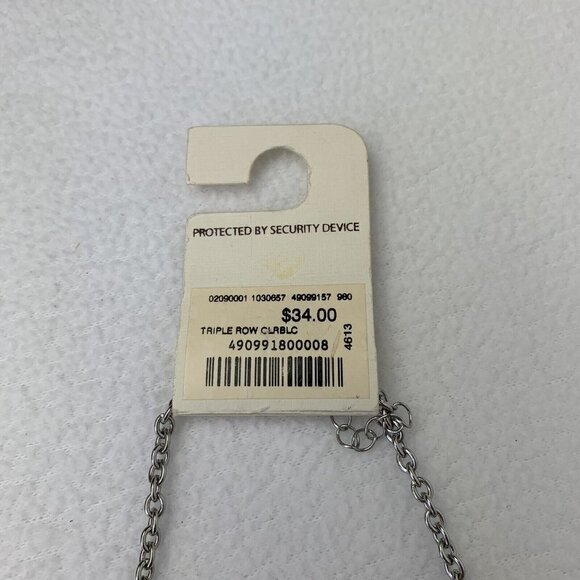 PROTECTED BY SECURITY DEVICE
02090001 1030657 49099157 980
$34.00
TRIPLE ROW CLRBLC
490991800008
4613